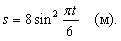 s = 8 sin² πt/6 (м).